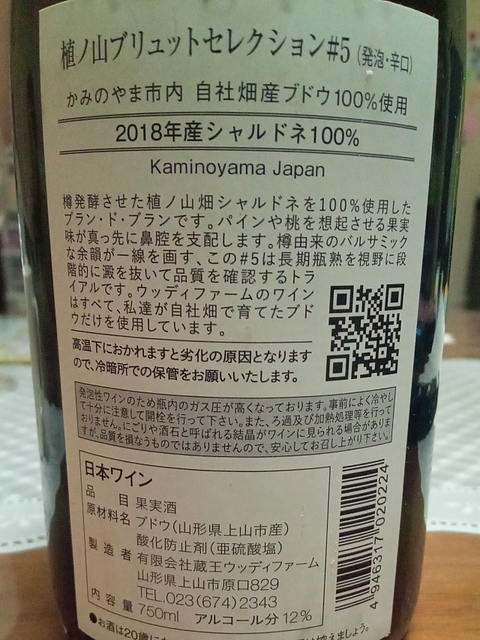 植ノ山ブリュットセレクション#5(発泡・辛口)
かみのやま市内 自社畑産ブドウ100%使用
2018年産シャルドネ100%
Kaminoyama Japan
樽発酵させた植ノ山畑シャルドネを100%使用した
ブラン・ド・ブランです。パインや桃を想起させる果実
味が真っ先に鼻腔を支配します。樽由来のバルサミック
な余韻が一線を画す、この#5は長期瓶熟を視野に段
階的に澱を抜いて品質を確認するトラ
イアルです。ウッディファームのワイン
はすべて、私達が自社畑で育てたブド
ウだけを使用しています。
高温下におかれますと劣化の原因となります
ので、冷暗所での保管をお願いいたします。
発泡性ワインのため瓶内のガス圧が高くなっております。事前によく冷やし
て十分に注意して開栓を行って下さい。また、ろ過及び加熱処理等を行って
おりません。にごりや酒石と呼ばれる結晶がワインに見られる場合がありま
すが、品質を損なうものではありませんので、安心してお召し上がり下さい。
日本ワイン
品目 果実酒
原材料名 ブドウ(山形県上山市産)
酸化防止剤(亜硫酸塩)
製造者 有限会社蔵王ウッディファーム
山形県上山市原口829
TEL.023(674)2343
内容量 750ml アルコール分12%
4946317020224
●お酒は20歳に
控えましょう。